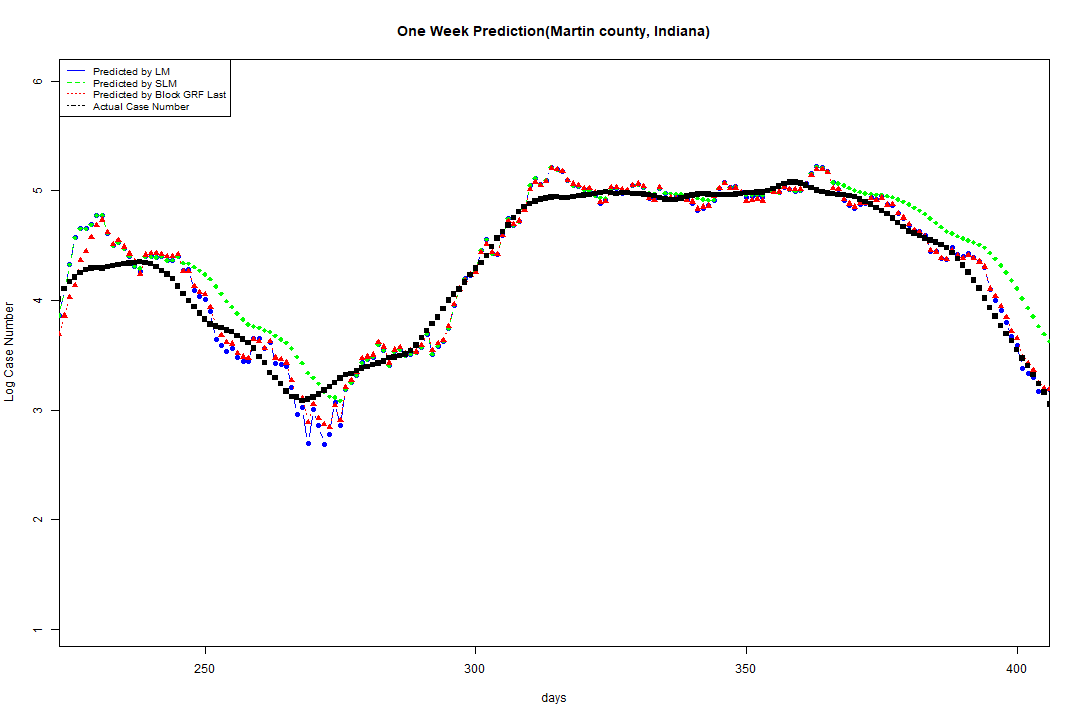 One Week Prediction(Martin county, Indiana)
Predicted by LM
Predicted by SLM
Predicted by Block GRF Last
Actual Case Number
6
5
4
3
2
1
Log Case Number
250 300 350 400
days